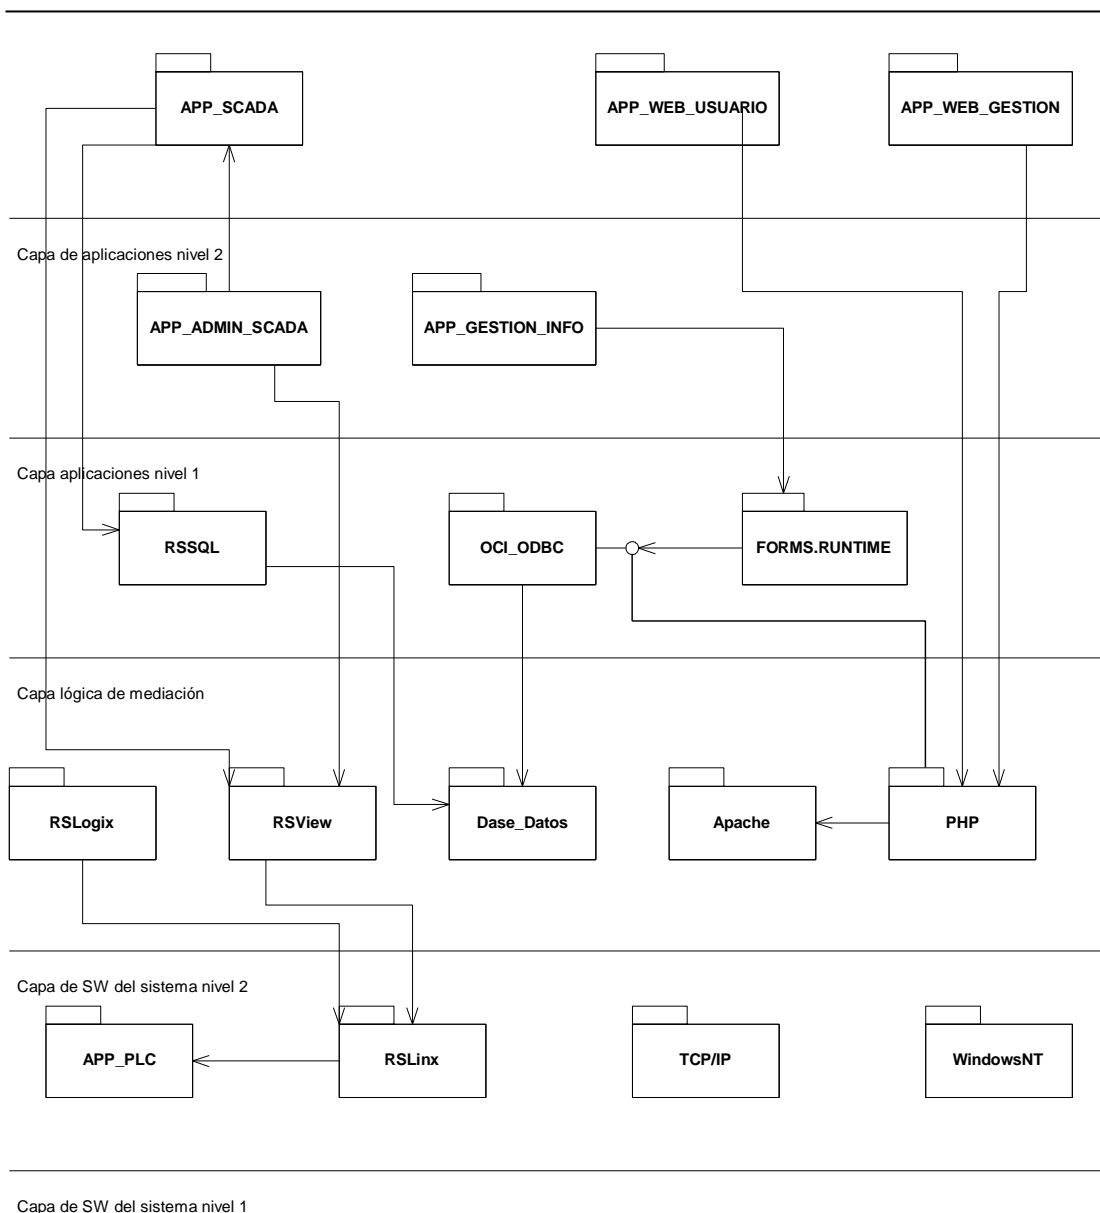 APP_SCADA
APP_WEB_USUARIO
APP_WEB_GESTION
Capa de aplicaciones nivel 2
APP_ADMIN_SCADA
APP_GESTION_INFO
Capa aplicaciones nivel 1
RSSQL
OCI_ODBC
FORMS.RUNTIME
Capa lógica de mediación
RSLogix
RSView
Dase_Datos
Apache
PHP
Capa de SW del sistema nivel 2
APP_PLC
RSLinx
TCP/IP
WindowsNT
Capa de SW del sistema nivel 1